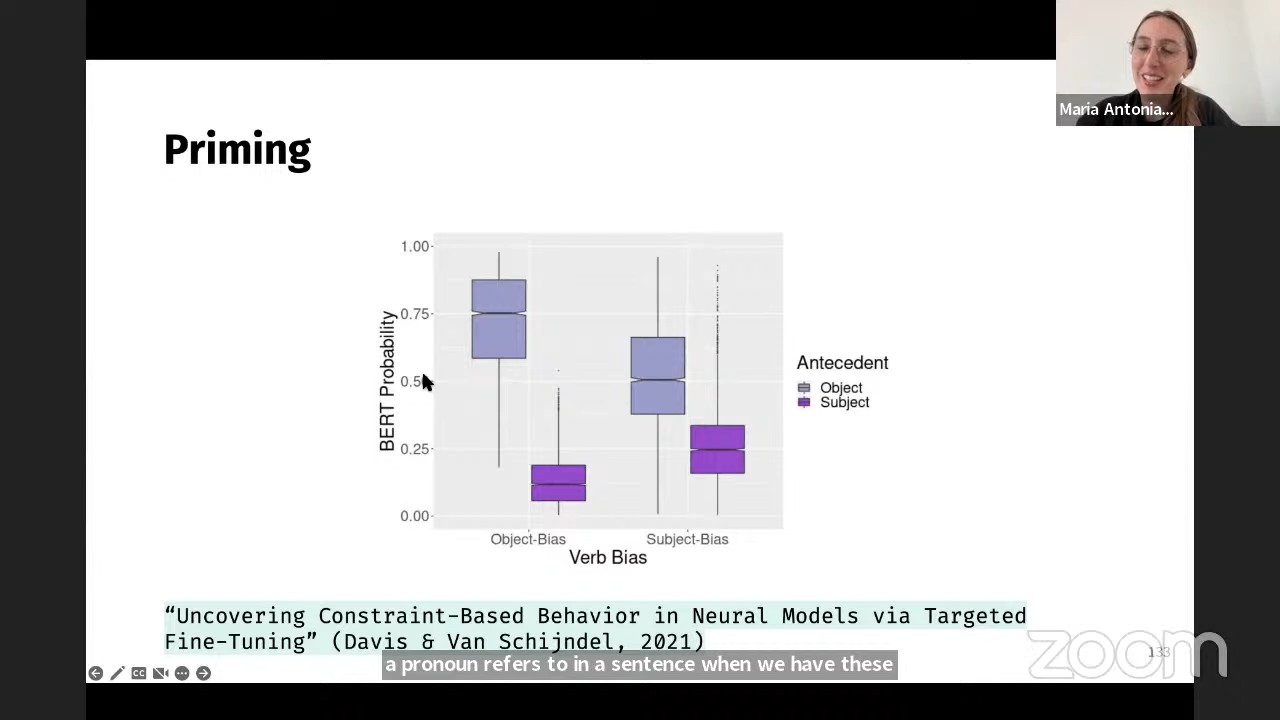 Maria Antonia...
Priming
1.00
0.75
0.5
0.25
0.00
BERT Probability
Object-Bias
Subject-Bias
Verb Bias
Antecedent
Object
Subject
“Uncovering Constraint-Based Behavior in Neural Models via Targeted
Fine-Tuning” (Davis & Van Schijndel, 2021)
a pronoun refers to in a sentence when we have these
133
zoom
CC